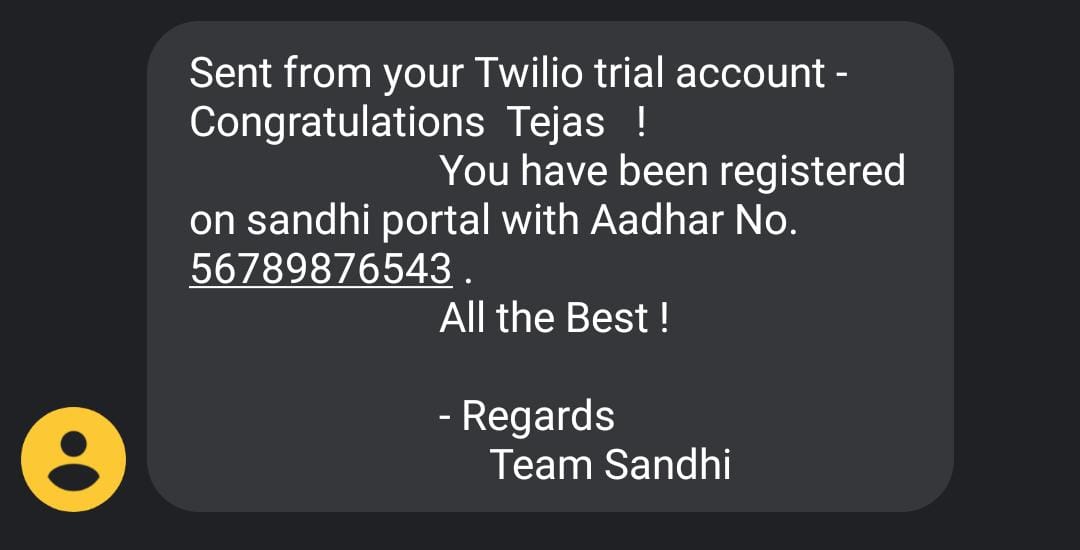 Sent from your Twilio trial account -
Congratulations  Tejas   !
You have been registered
on sandhi portal with Aadhar No.
56789876543 .
All the Best !
- Regards
Team Sandhi